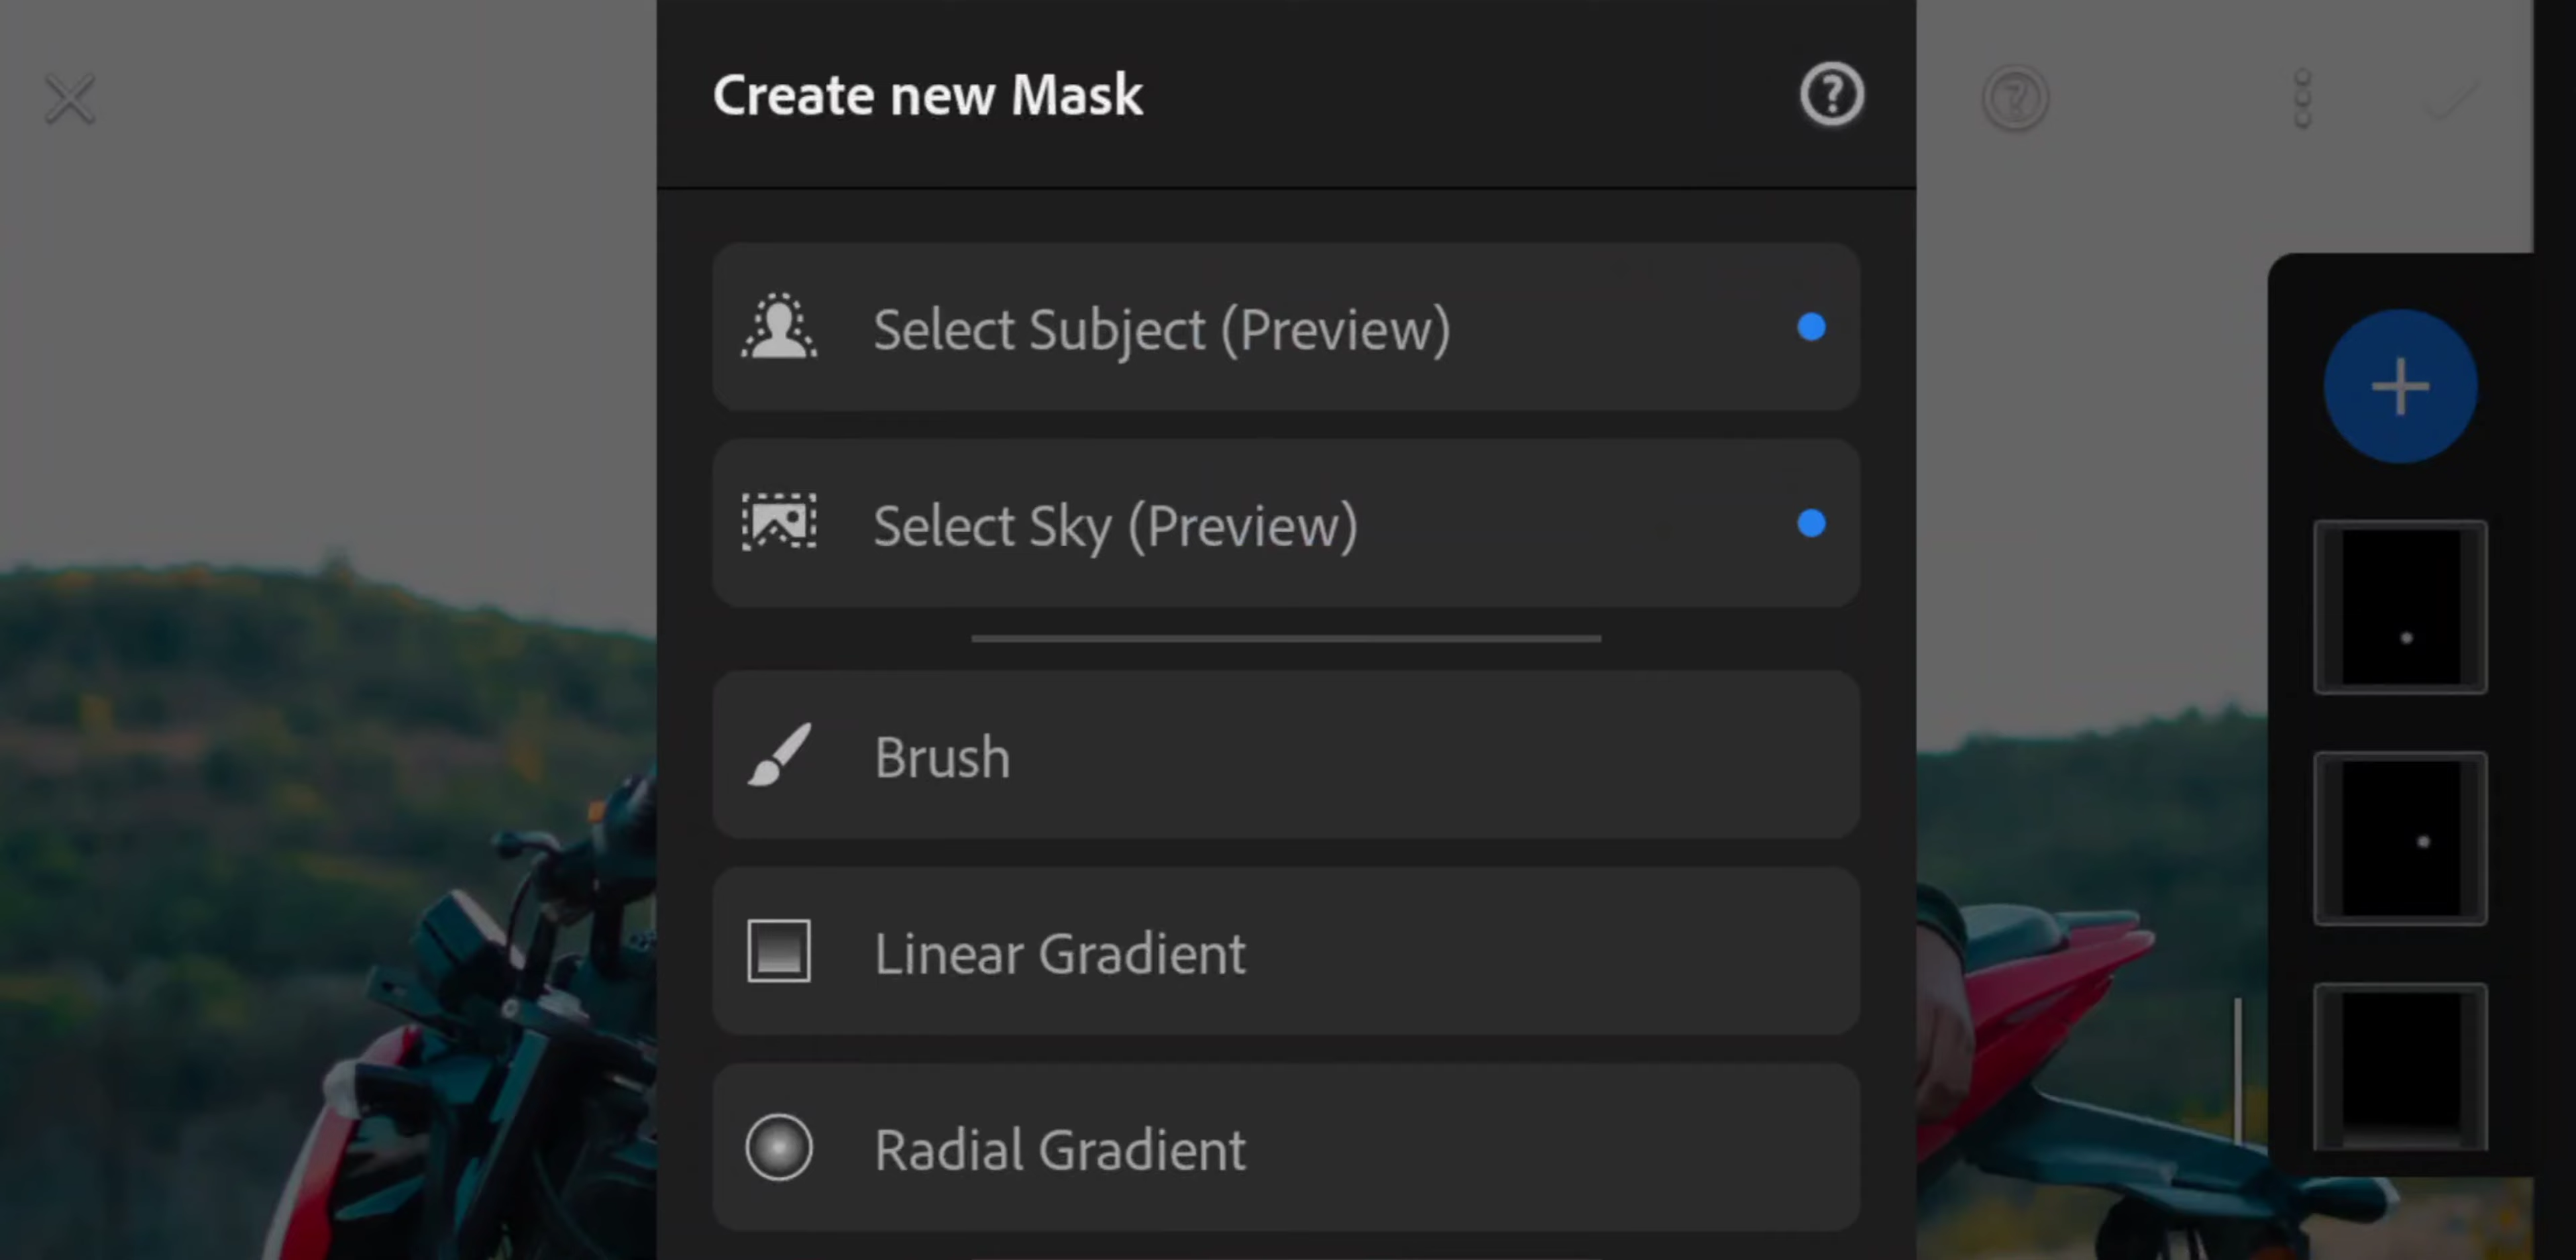 Create new Mask
Select Subject (Preview)
Select Sky (Preview)
Brush
Linear Gradient
Radial Gradient